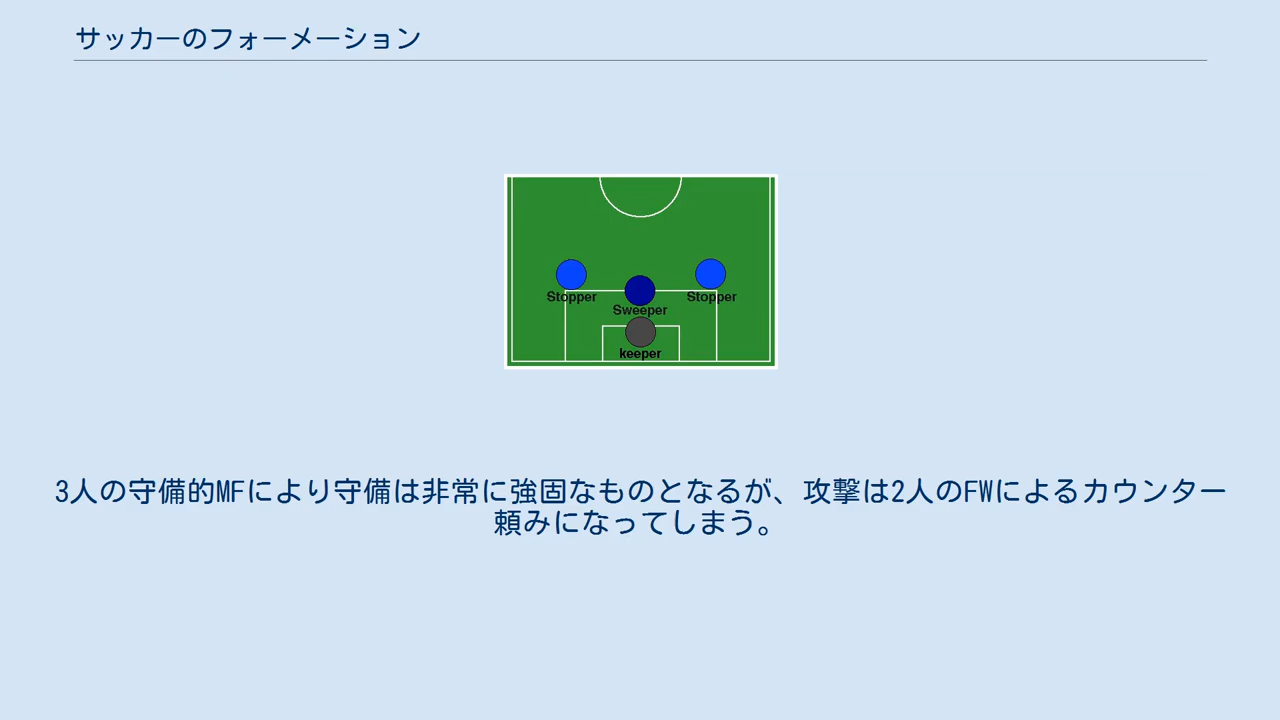 サッカーのフォーメーション
Stopper
Stopper
Sweeper
keeper
3人の守備的MFにより守備は非常に強固なものとなるが、攻撃は2人のFWによるカウンター
頼みになってしまう。